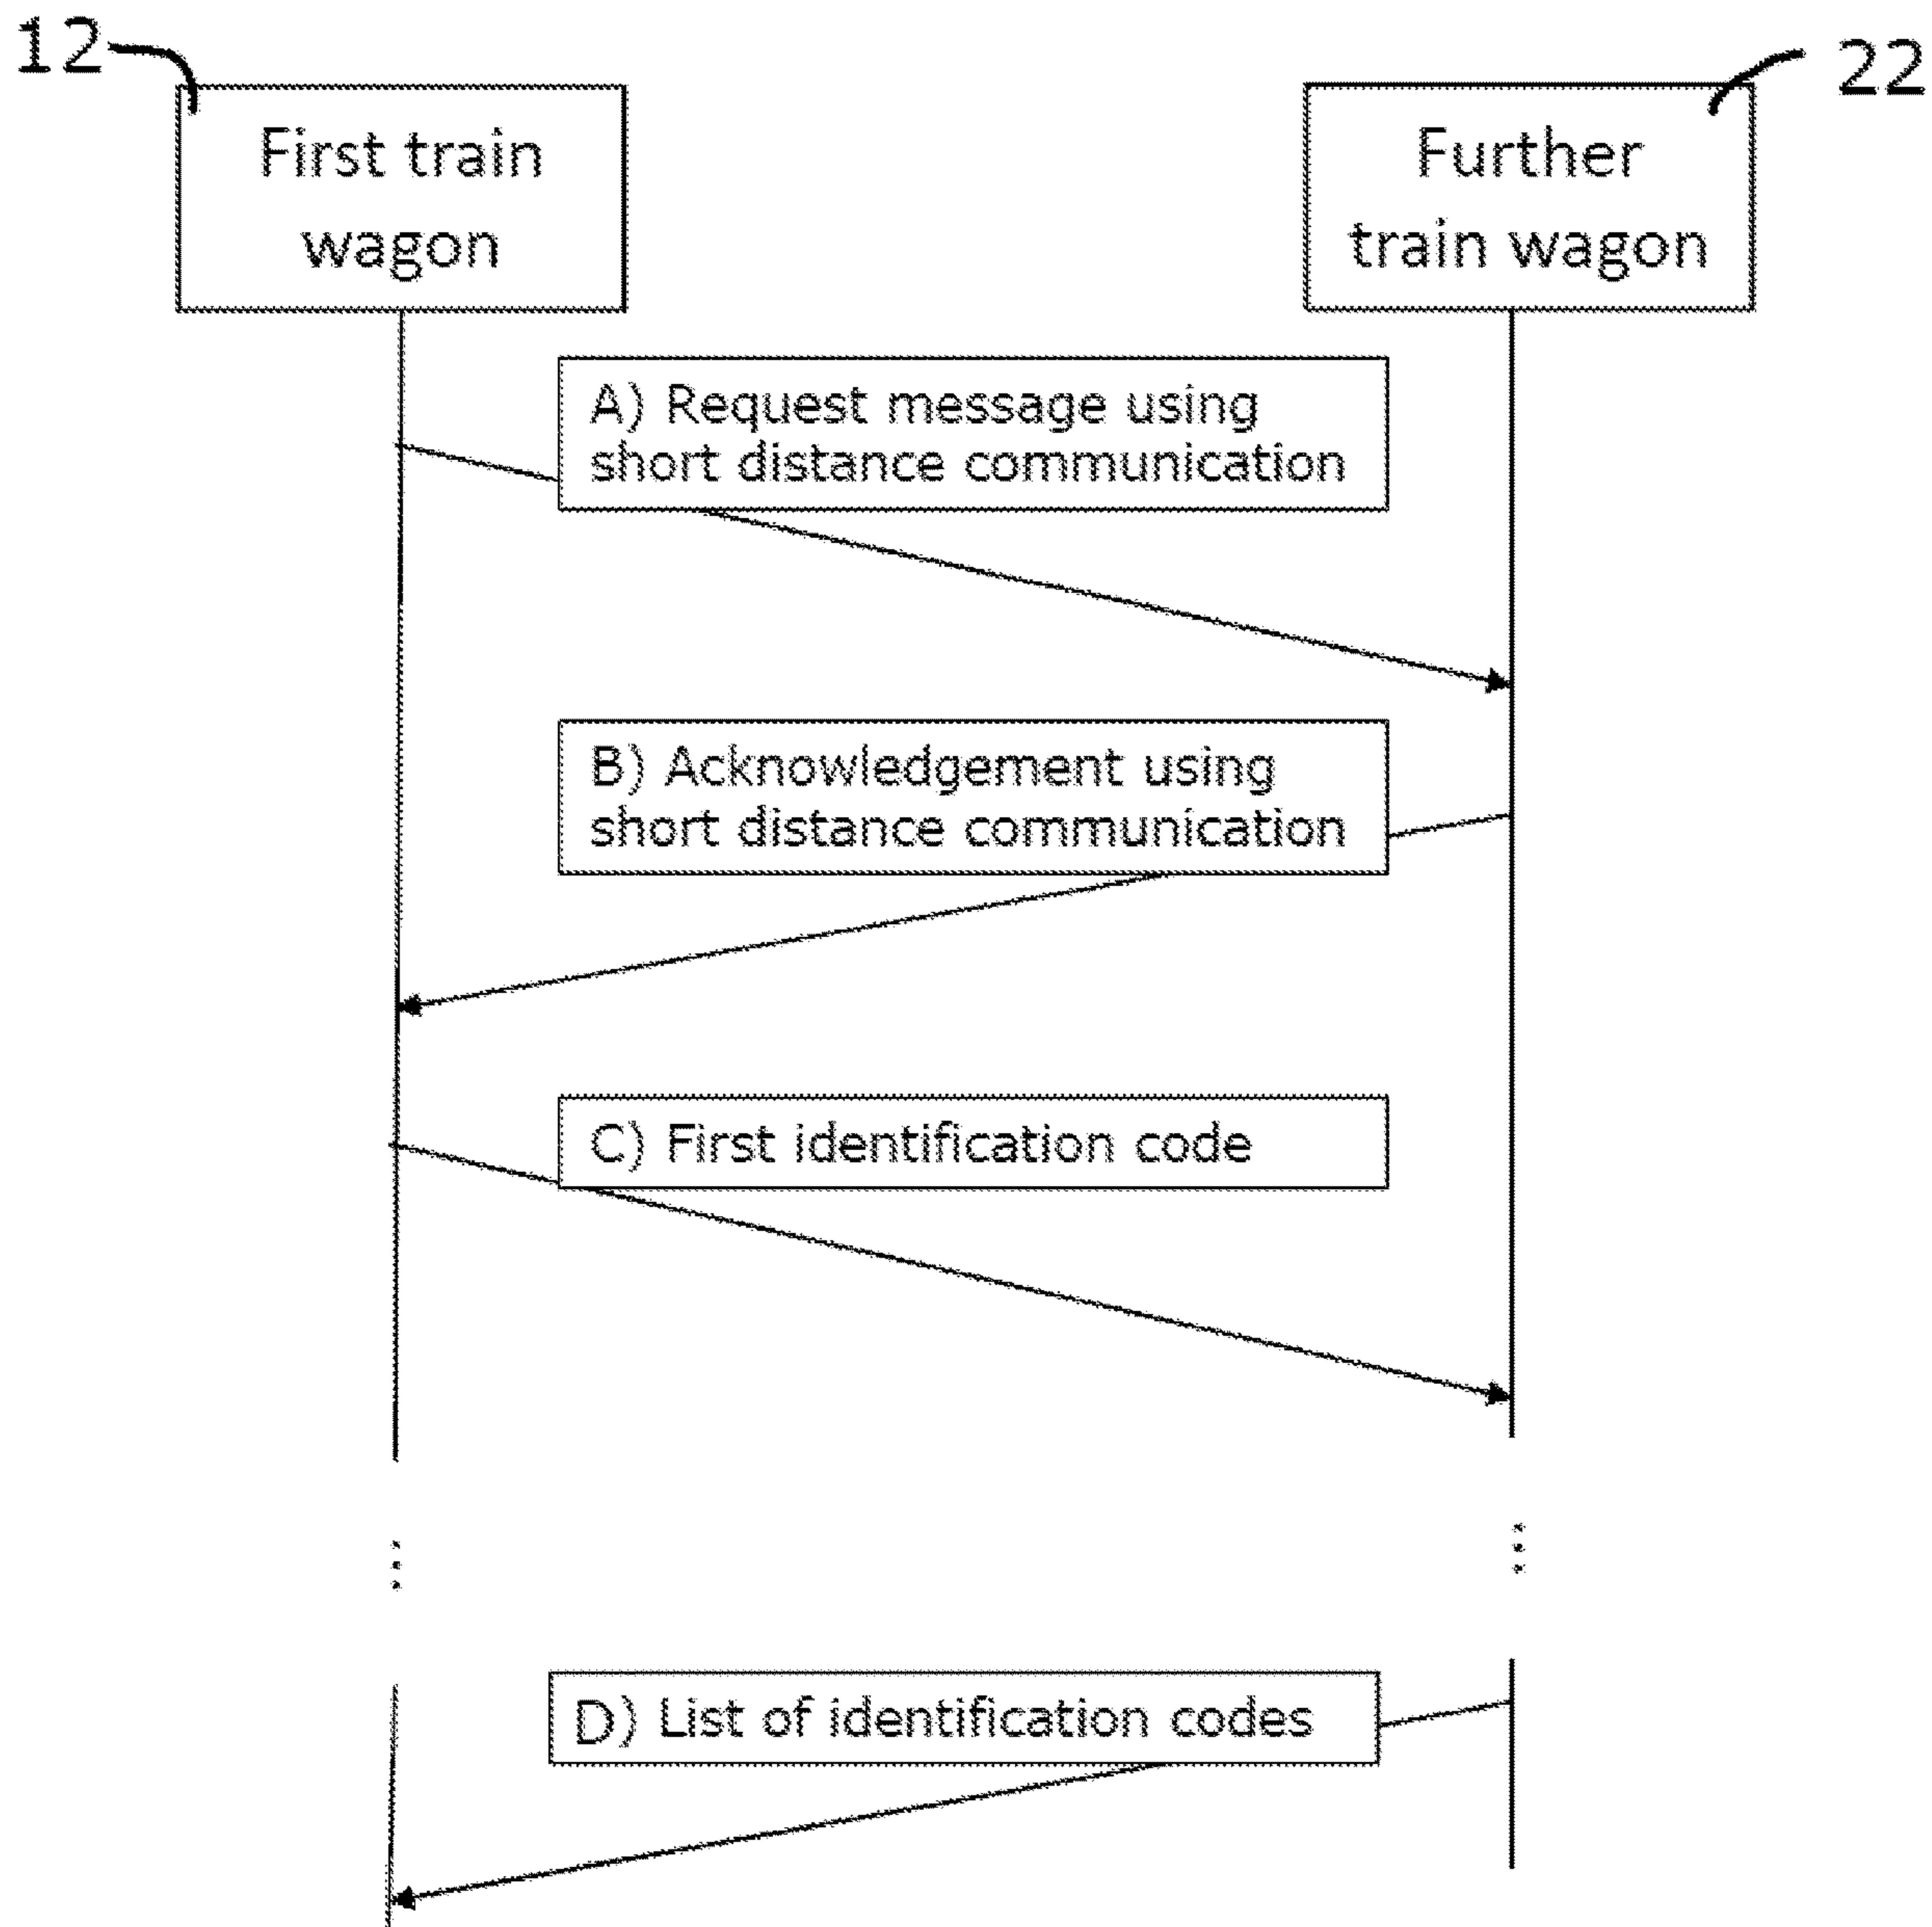 12
22
First train
wagon
Further
train wagon
A) Request message using
short distance communication
B) Acknowledgement using
short distance communication
C) First identification code
D) List of identification codes